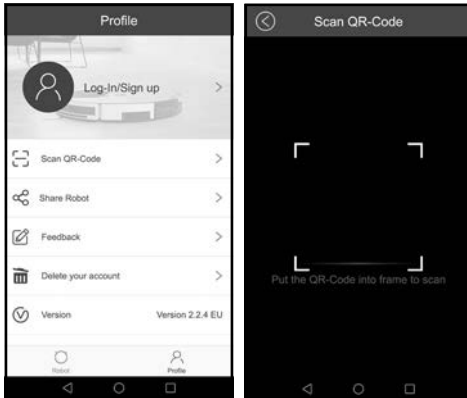 Profile
Log-In/Sign up
Scan QR-Code
Share Robot
Feedback
Delete your account
Version Version 2.2.4 EU
Robot Profile
Scan QR-Code
Put the QR-Code into frame to scan